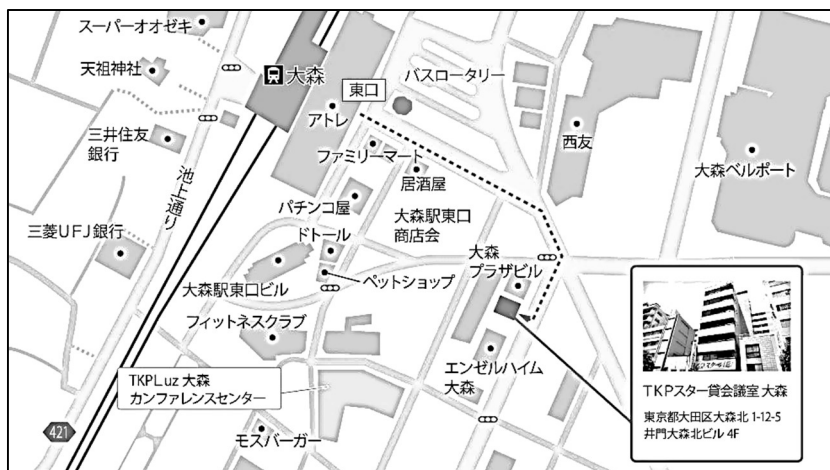 スーパーオオゼキ
天祖神社
大森
東口
バスロータリー
アトレ
西友
三井住友
銀行
ファミリーマート
居酒屋
大森ベルポート
池上通り
パチンコ屋
大森駅東口
商店会
三菱UFJ銀行
ドトール
大森
プラザビル
大森駅東口ビル
ペットショップ
フィットネスクラブ
エンゼルハイム
大森
TKPLuz 大森
カンファレンスセンター
TKPスター貸会議室 大森
東京都大田区大森北 1-12-5
井門大森北ビル 4F
421
モスバーガー